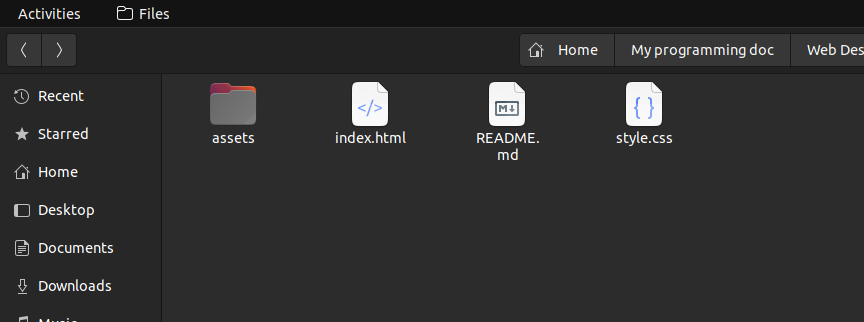 Activities
Files
Home
My programming doc
Web Des
Recent
Starred
Home
Desktop
Documents
Downloads
Music
assets
index.html
README.
md
style.css